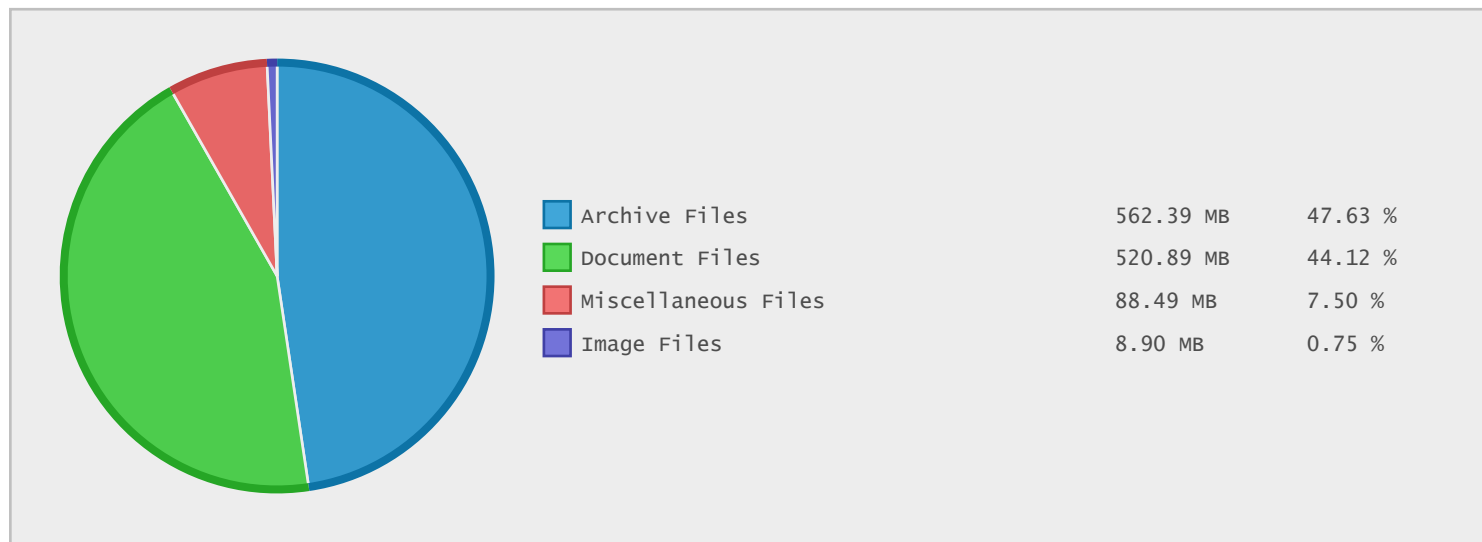 Archive Files 562.39 MB 47.63 %
Document Files 520.89 MB 44.12 %
Miscellaneous Files 88.49 MB 7.50 %
Image Files 8.90 MB 0.75 %